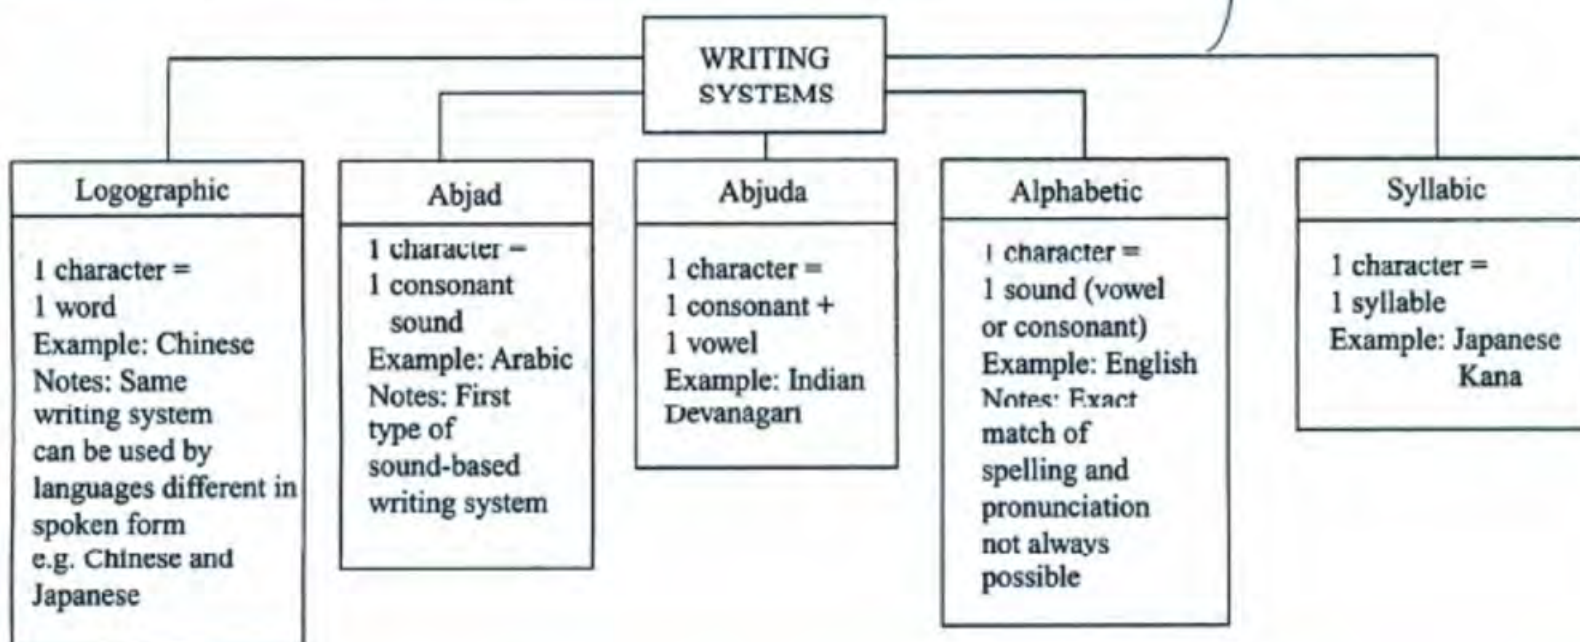 WRITING
SYSTEMS
Logographic
1 character =
1 word
Example: Chinese
Notes: Same
writing system
can be used by
languages different in
spoken form
e.g. Chinese and
Japanese
Abjad
1 character =
1 consonant
sound
Example: Arabic
Notes: First
type of
sound-based
writing system
Abjuda
1 character =
1 consonant +
1 vowel
Example: Indian
Devanagari
Alphabetic
1 character =
1 sound (vowel
or consonant)
Example: English
Notes: Exact
match of
spelling and
pronunciation
not always
possible
Syllabic
1 character =
1 syllable
Example: Japanese
Kana